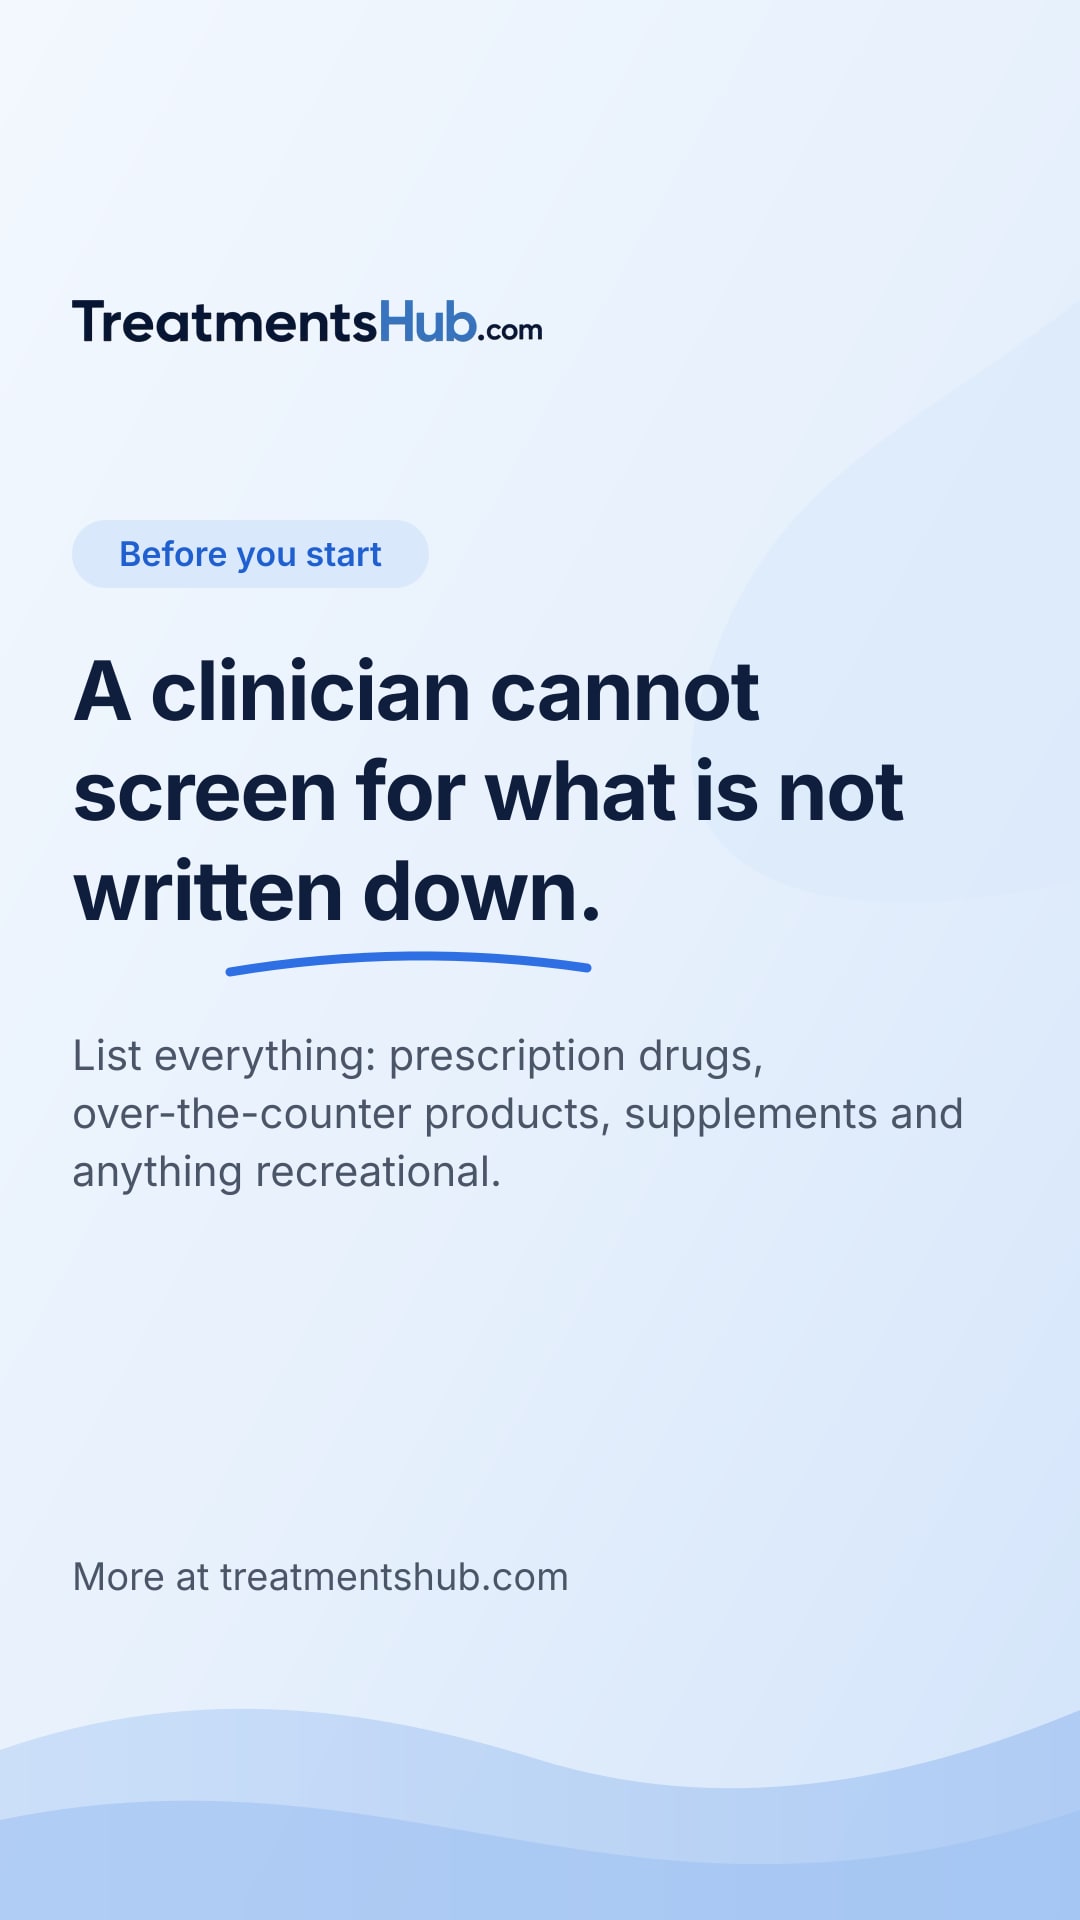 TreatmentsHub.com
Before you start
A clinician cannot
screen for what is not
written down.
List everything: prescription drugs,
over-the-counter products, supplements and
anything recreational.
More at treatmentshub.com